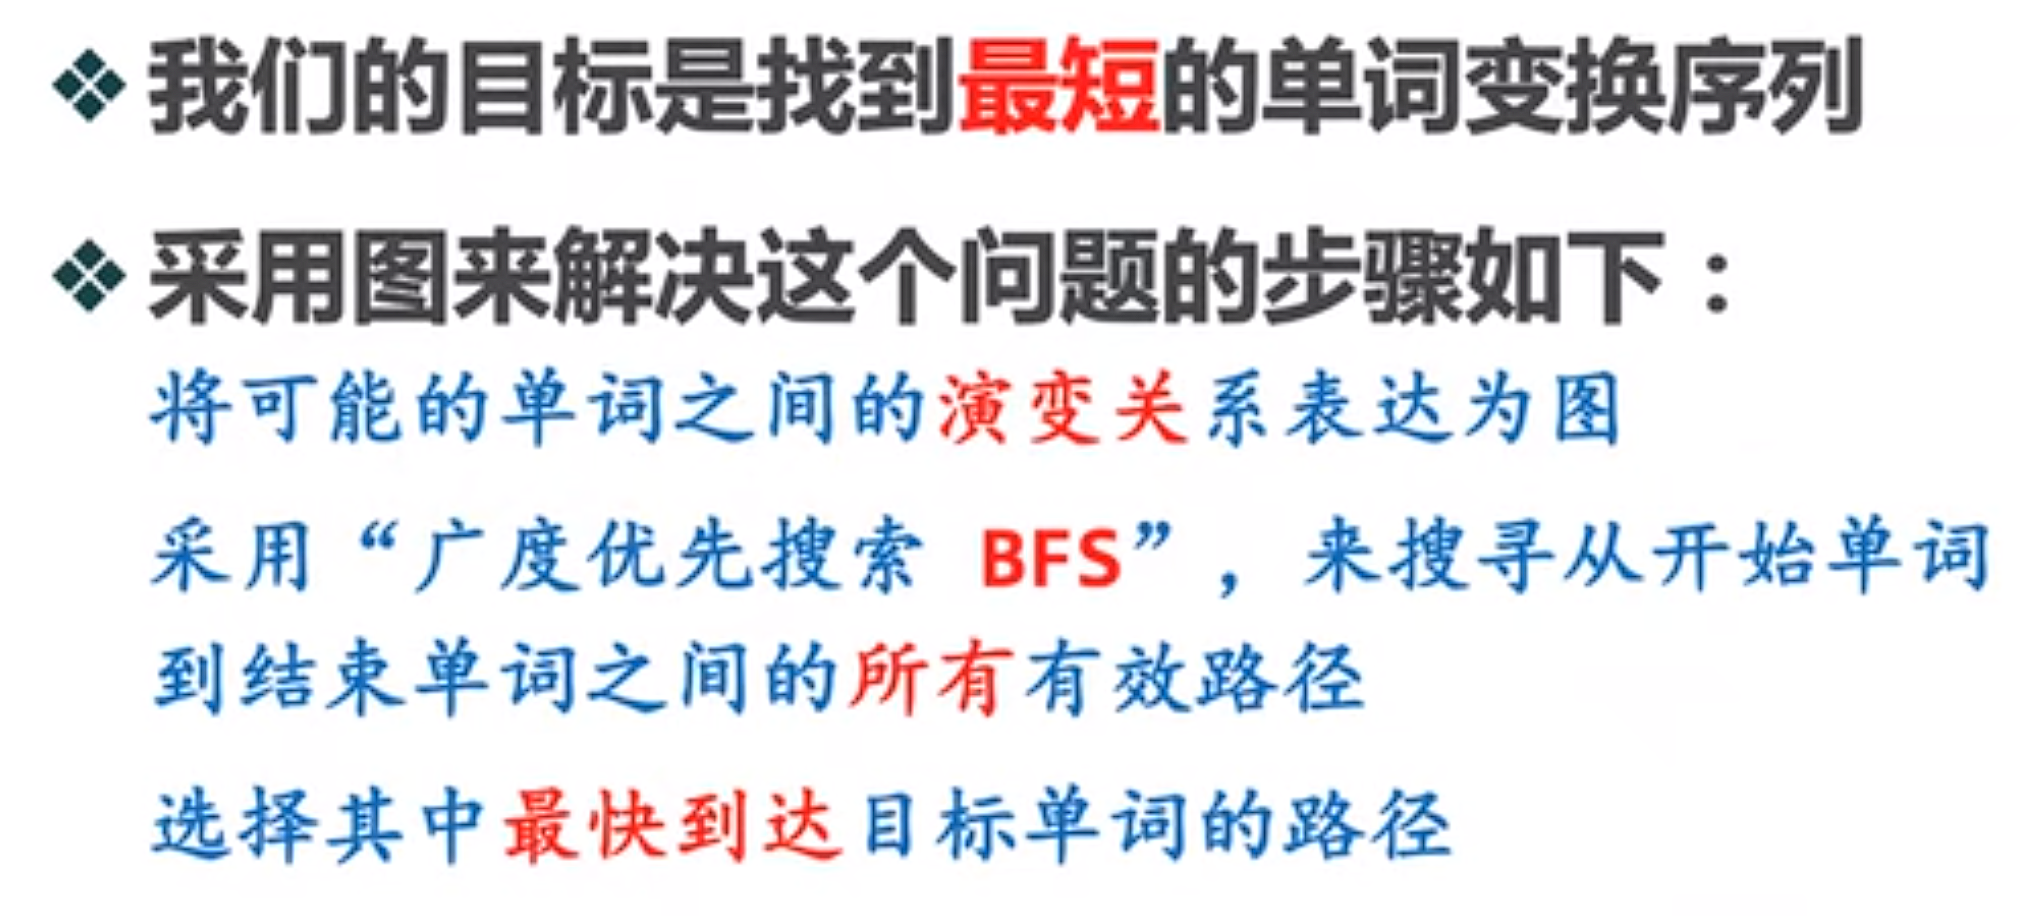 ❖我们的目标是找到最短的单词变换序列
❖采用图来解决这个问题的步骤如下：
将可能的单词之间的演变关系表达为图
采用“广度优先搜索 BFS”，来搜寻从开始单词
到结束单词之间的所有有效路径
选择其中最快到达目标单词的路径